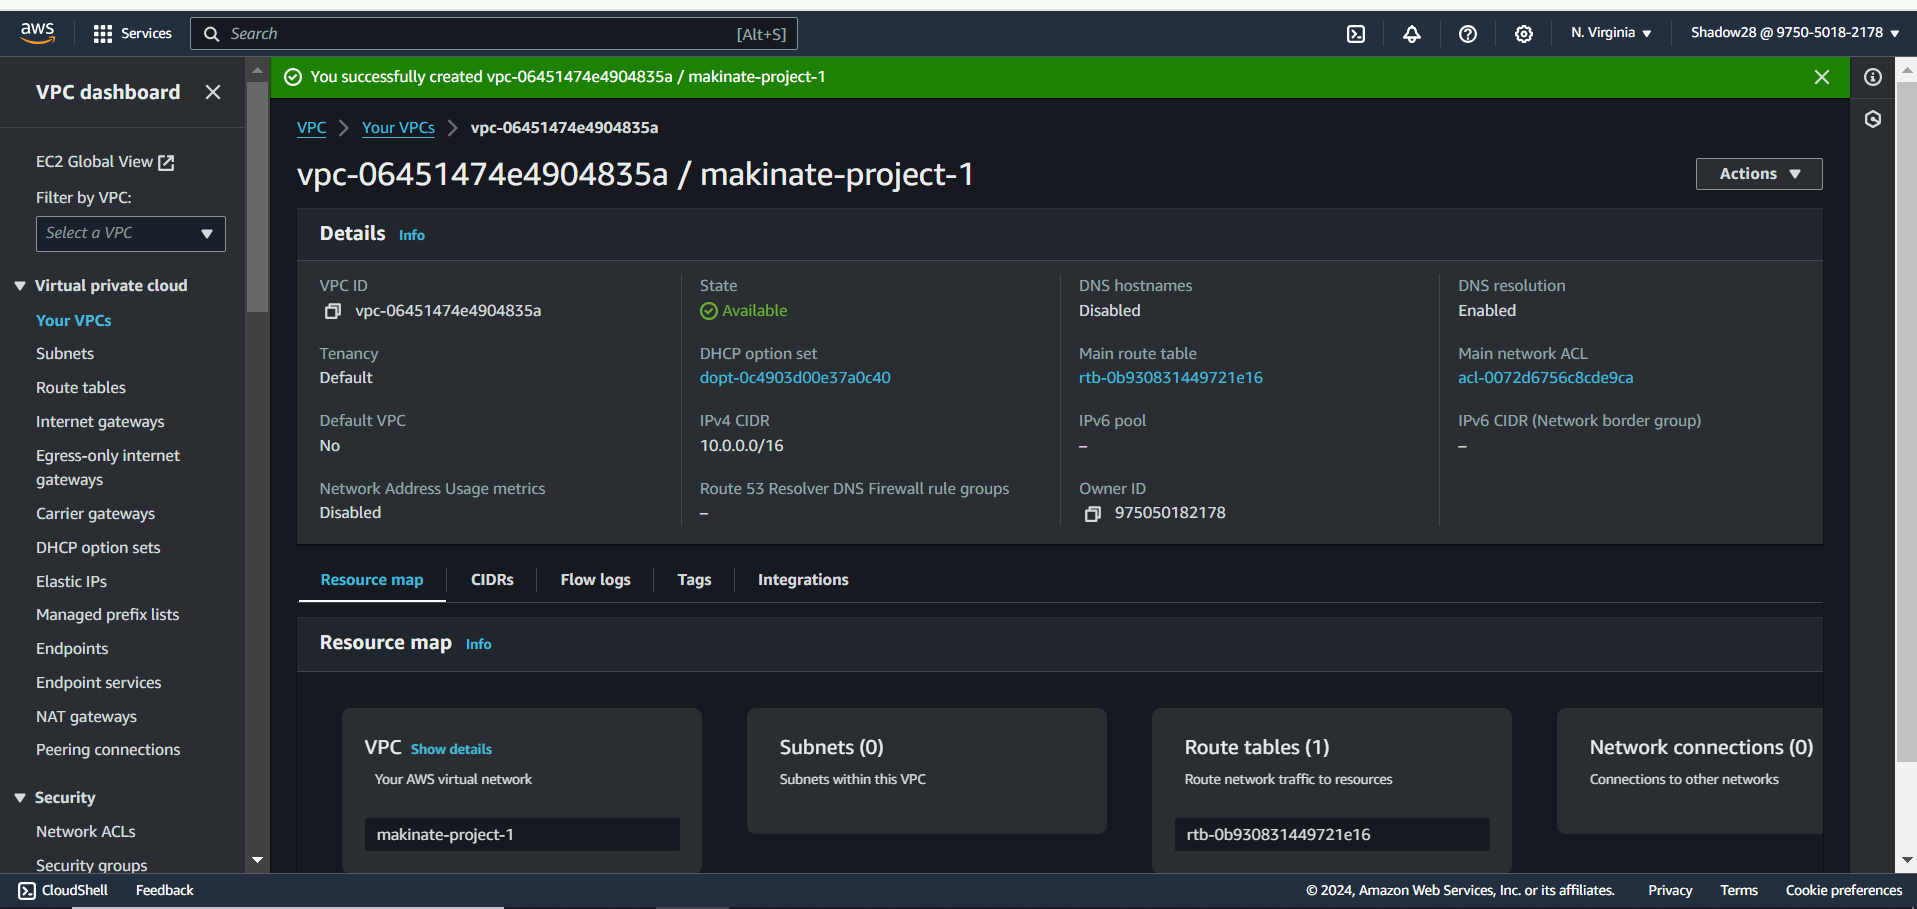 aws Services Search [Alt+S] N. Virginia Shadow28 @ 9750-5018-2178
VPC dashboard
EC2 Global View
Filter by VPC:
Select a VPC
Virtual private cloud
Your VPCs
Subnets
Route tables
Internet gateways
Egress-only internet
gateways
Carrier gateways
DHCP option sets
Elastic IPs
Managed prefix lists
Endpoints
Endpoint services
NAT gateways
Peering connections
Security
Network ACLs
Security groups
You successfully created vpc-06451474e4904835a / makinate-project-1
VPC Your VPCs vpc-06451474e4904835a
vpc-06451474e4904835a / makinate-project-1 Actions
Details Info
VPC ID
vpc-06451474e4904835a
State
Available
DNS hostnames
Disabled
DNS resolution
Enabled
Tenancy
Default
DHCP option set
dopt-0c4903d00e37a0c40
Main route table
rtb-0b930831449721e16
Main network ACL
acl-0072d6756c8cde9ca
Default VPC
No
IPv4 CIDR
10.0.0.0/16
IPv6 pool
–
IPv6 CIDR (Network border group)
–
Network Address Usage metrics
Disabled
Route 53 Resolver DNS Firewall rule groups
–
Owner ID
975050182178
Resource map CIDRs Flow logs Tags Integrations
Resource map Info
VPC Show details
Your AWS virtual network
makinate-project-1
Subnets (0)
Subnets within this VPC
Route tables (1)
Route network traffic to resources
rtb-0b930831449721e16
Network connections (0)
Connections to other networks
CloudShell Feedback © 2024, Amazon Web Services, Inc. or its affiliates. Privacy Terms Cookie preferences